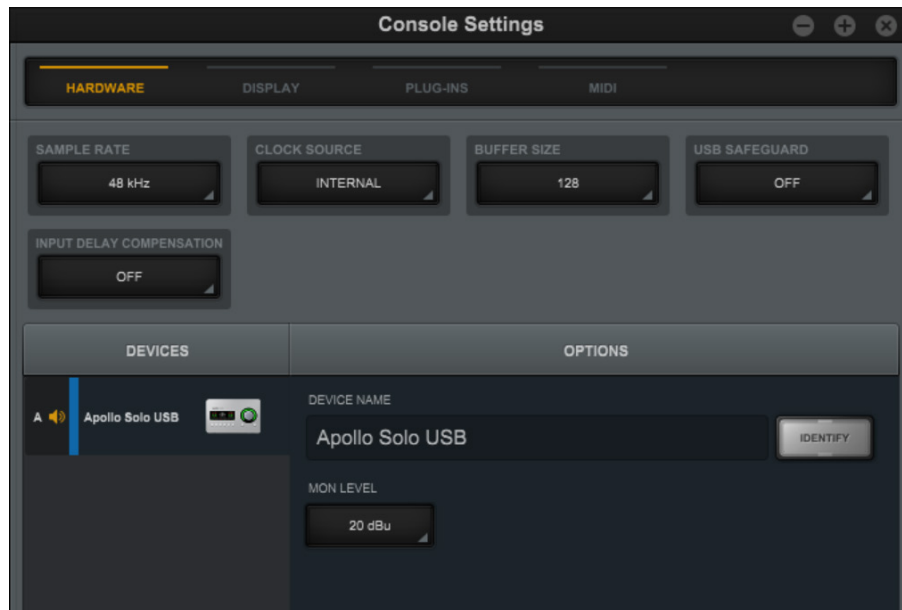 Console Settings
HARDWARE
DISPLAY
PLUG-INS
MIDI
SAMPLE RATE
CLOCK SOURCE
BUFFER SIZE
USB SAFEGUARD
48 kHz
INTERNAL
128
OFF
INPUT DELAY COMPENSATION
OFF
DEVICES
OPTIONS
A
Apollo Solo USB
DEVICE NAME
Apollo Solo USB
IDENTIFY
MON LEVEL
20 dBu